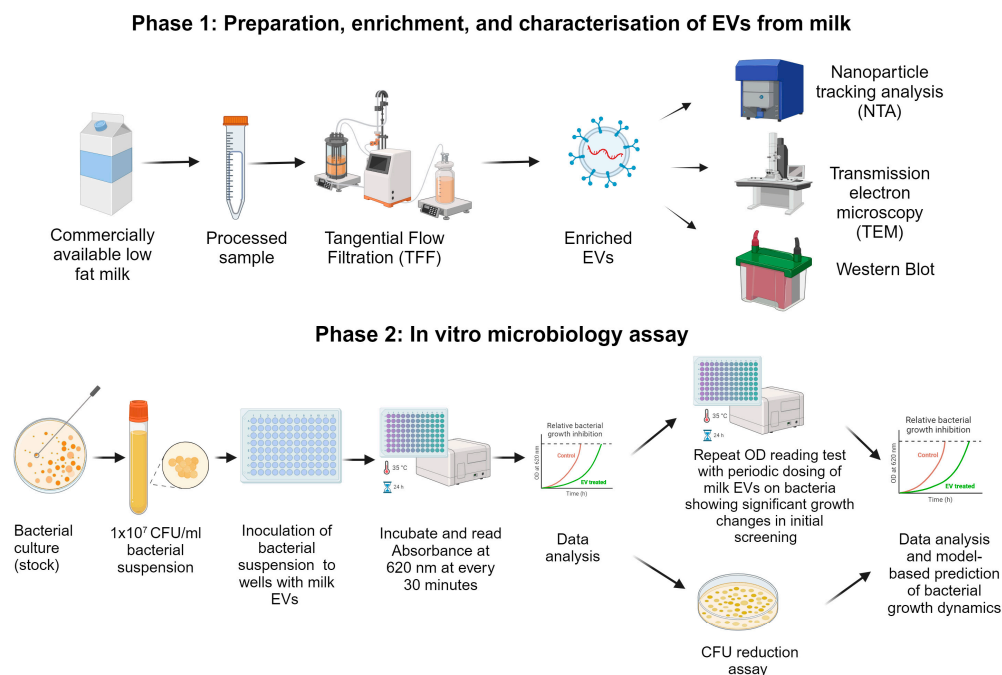 Phase 1: Preparation, enrichment, and characterisation of EVs from milk
Commercially
available low
fat milk
Processed
sample
Tangential Flow
Filtration (TFF)
Enriched
EVs
Nanoparticle
tracking analysis
(NTA)
Transmission
electron
microscopy
(TEM)
Western Blot
Phase 2: In vitro microbiology assay
Bacterial
culture
(stock)
1x10⁷ CFU/ml
bacterial
suspension
Inoculation of
bacterial
suspension to
wells with milk
EVs
35 °C
24 h
Incubate and read
Absorbance at
620 nm at every
30 minutes
Relative bacterial
growth inhibition
OD at 620 nm
Control
EV treated
Time (h)
Data
analysis
35 °C
24 h
Repeat OD reading test
with periodic dosing of
milk EVs on bacteria
showing significant growth
changes in initial
screening
CFU reduction
assay
Relative bacterial
growth inhibition
OD at 620 nm
Control
EV treated
Time (h)
Data analysis
and model-
based prediction
of bacterial
growth dynamics